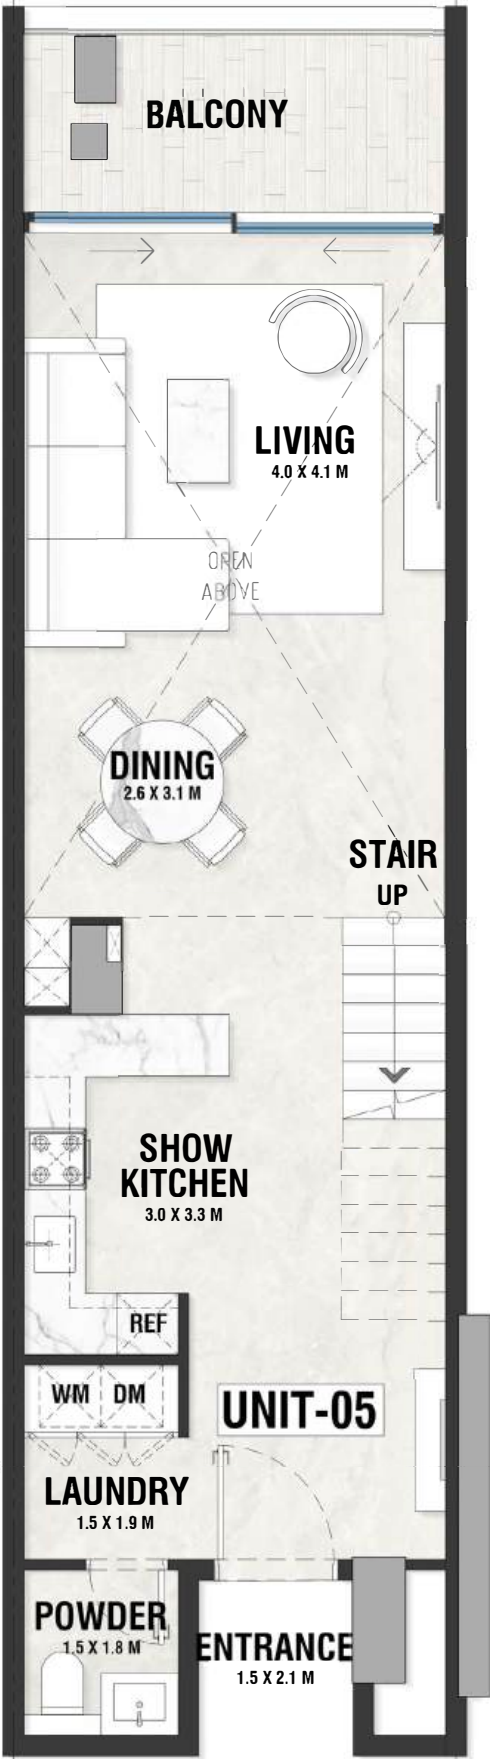 BALCONY
LIVING
4.0 X 4.1 M
OPEN
ABOVE
DINING
2.6 X 3.1 M
STAIR
UP
SHOW
KITCHEN
3.0 X 3.3 M
REF
WM DM
UNIT-05
LAUNDRY
1.5 X 1.9 M
POWDER
1.5 X 1.8 M
ENTRANCE
1.5 X 2.1 M